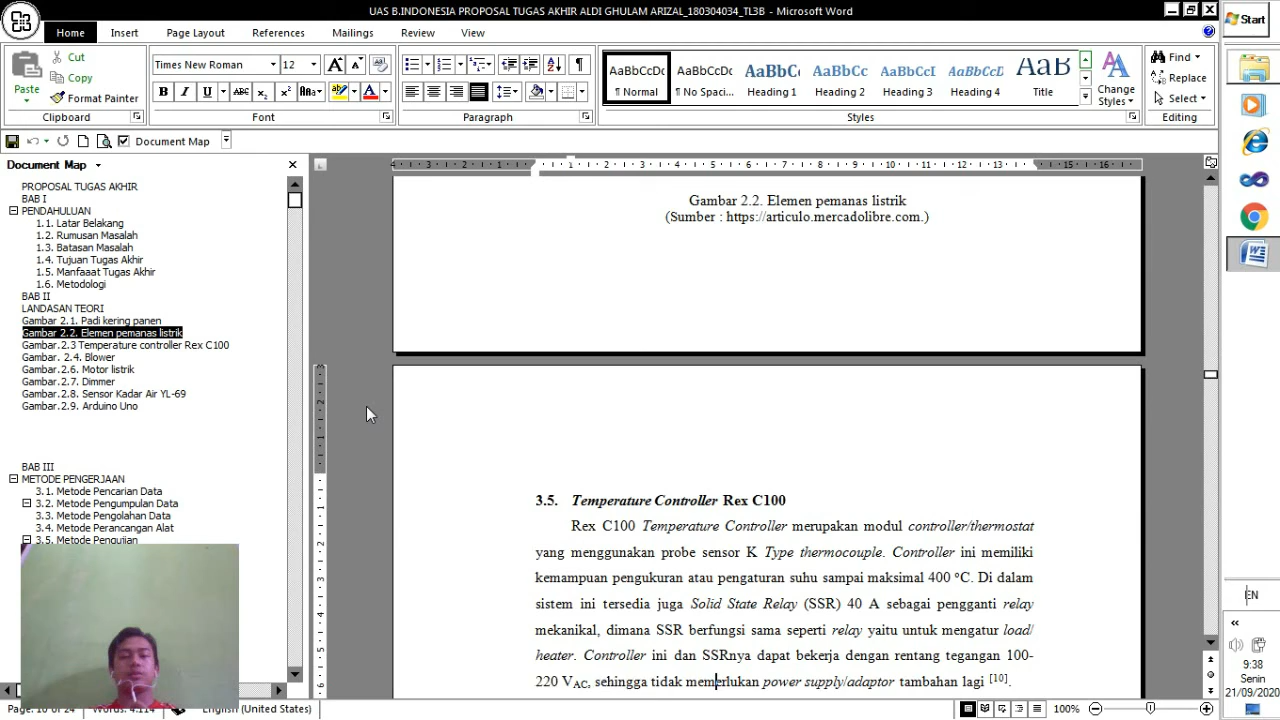 UAS B.INDONESIA PROPOSAL TUGAS AKHIR ALDI GHULAM ARIZAL_180304034_TL3B - Microsoft Word
Start
Home Insert Page Layout References Mailings Review View
Cut
Copy
Format Painter
Paste
Clipboard
Times New Roman 12
Font
Paragraph
AaBbCcDc AaBbCcDc AaBbC AaBbCc AaBbCcI AaBbCcD AaB
¶ Normal ¶ No Spaci... Heading 1 Heading 2 Heading 3 Heading 4 Title
Change
Styles
Styles
Find
Replace
Select
Editing
Document Map
Document Map
PROPOSAL TUGAS AKHIR
BAB I
PENDAHULUAN
1.1. Latar Belakang
1.2. Rumusan Masalah
1.3. Batasan Masalah
1.4. Tujuan Tugas Akhir
1.5. Manfaaat Tugas Akhir
1.6. Metodologi
BAB II
LANDASAN TEORI
Gambar 2.1. Padi kering panen
Gambar 2.2. Elemen pemanas listrik
Gambar.2.3 Temperature controller Rex C100
Gambar. 2.4. Blower
Gambar.2.6. Motor listrik
Gambar.2.7. Dimmer
Gambar.2.8. Sensor Kadar Air YL-69
Gambar.2.9. Arduino Uno
BAB III
METODE PENGERJAAN
3.1. Metode Pencarian Data
3.2. Metode Pengumpulan Data
3.3. Metode Pengolahan Data
3.4. Metode Perancangan Alat
3.5. Metode Pengujian
Gambar 2.2. Elemen pemanas listrik
(Sumber : https://articulo.mercadolibre.com.)
3.5. Temperature Controller Rex C100
Rex C100 Temperature Controller merupakan modul controller/thermostat
yang menggunakan probe sensor K Type thermocouple. Controller ini memiliki
kemampuan pengukuran atau pengaturan suhu sampai maksimal 400 °C. Di dalam
sistem ini tersedia juga Solid State Relay (SSR) 40 A sebagai pengganti relay
mekanikal, dimana SSR berfungsi sama seperti relay yaitu untuk mengatur load/
heater. Controller ini dan SSRnya dapat bekerja dengan rentang tegangan 100-
220 VAC, sehingga tidak memerlukan power supply/adaptor tambahan lagi [10].
Page: 10 of 24 Words: 4.114 English (United States)
100%
EN
9:38
Senin
21/09/2020